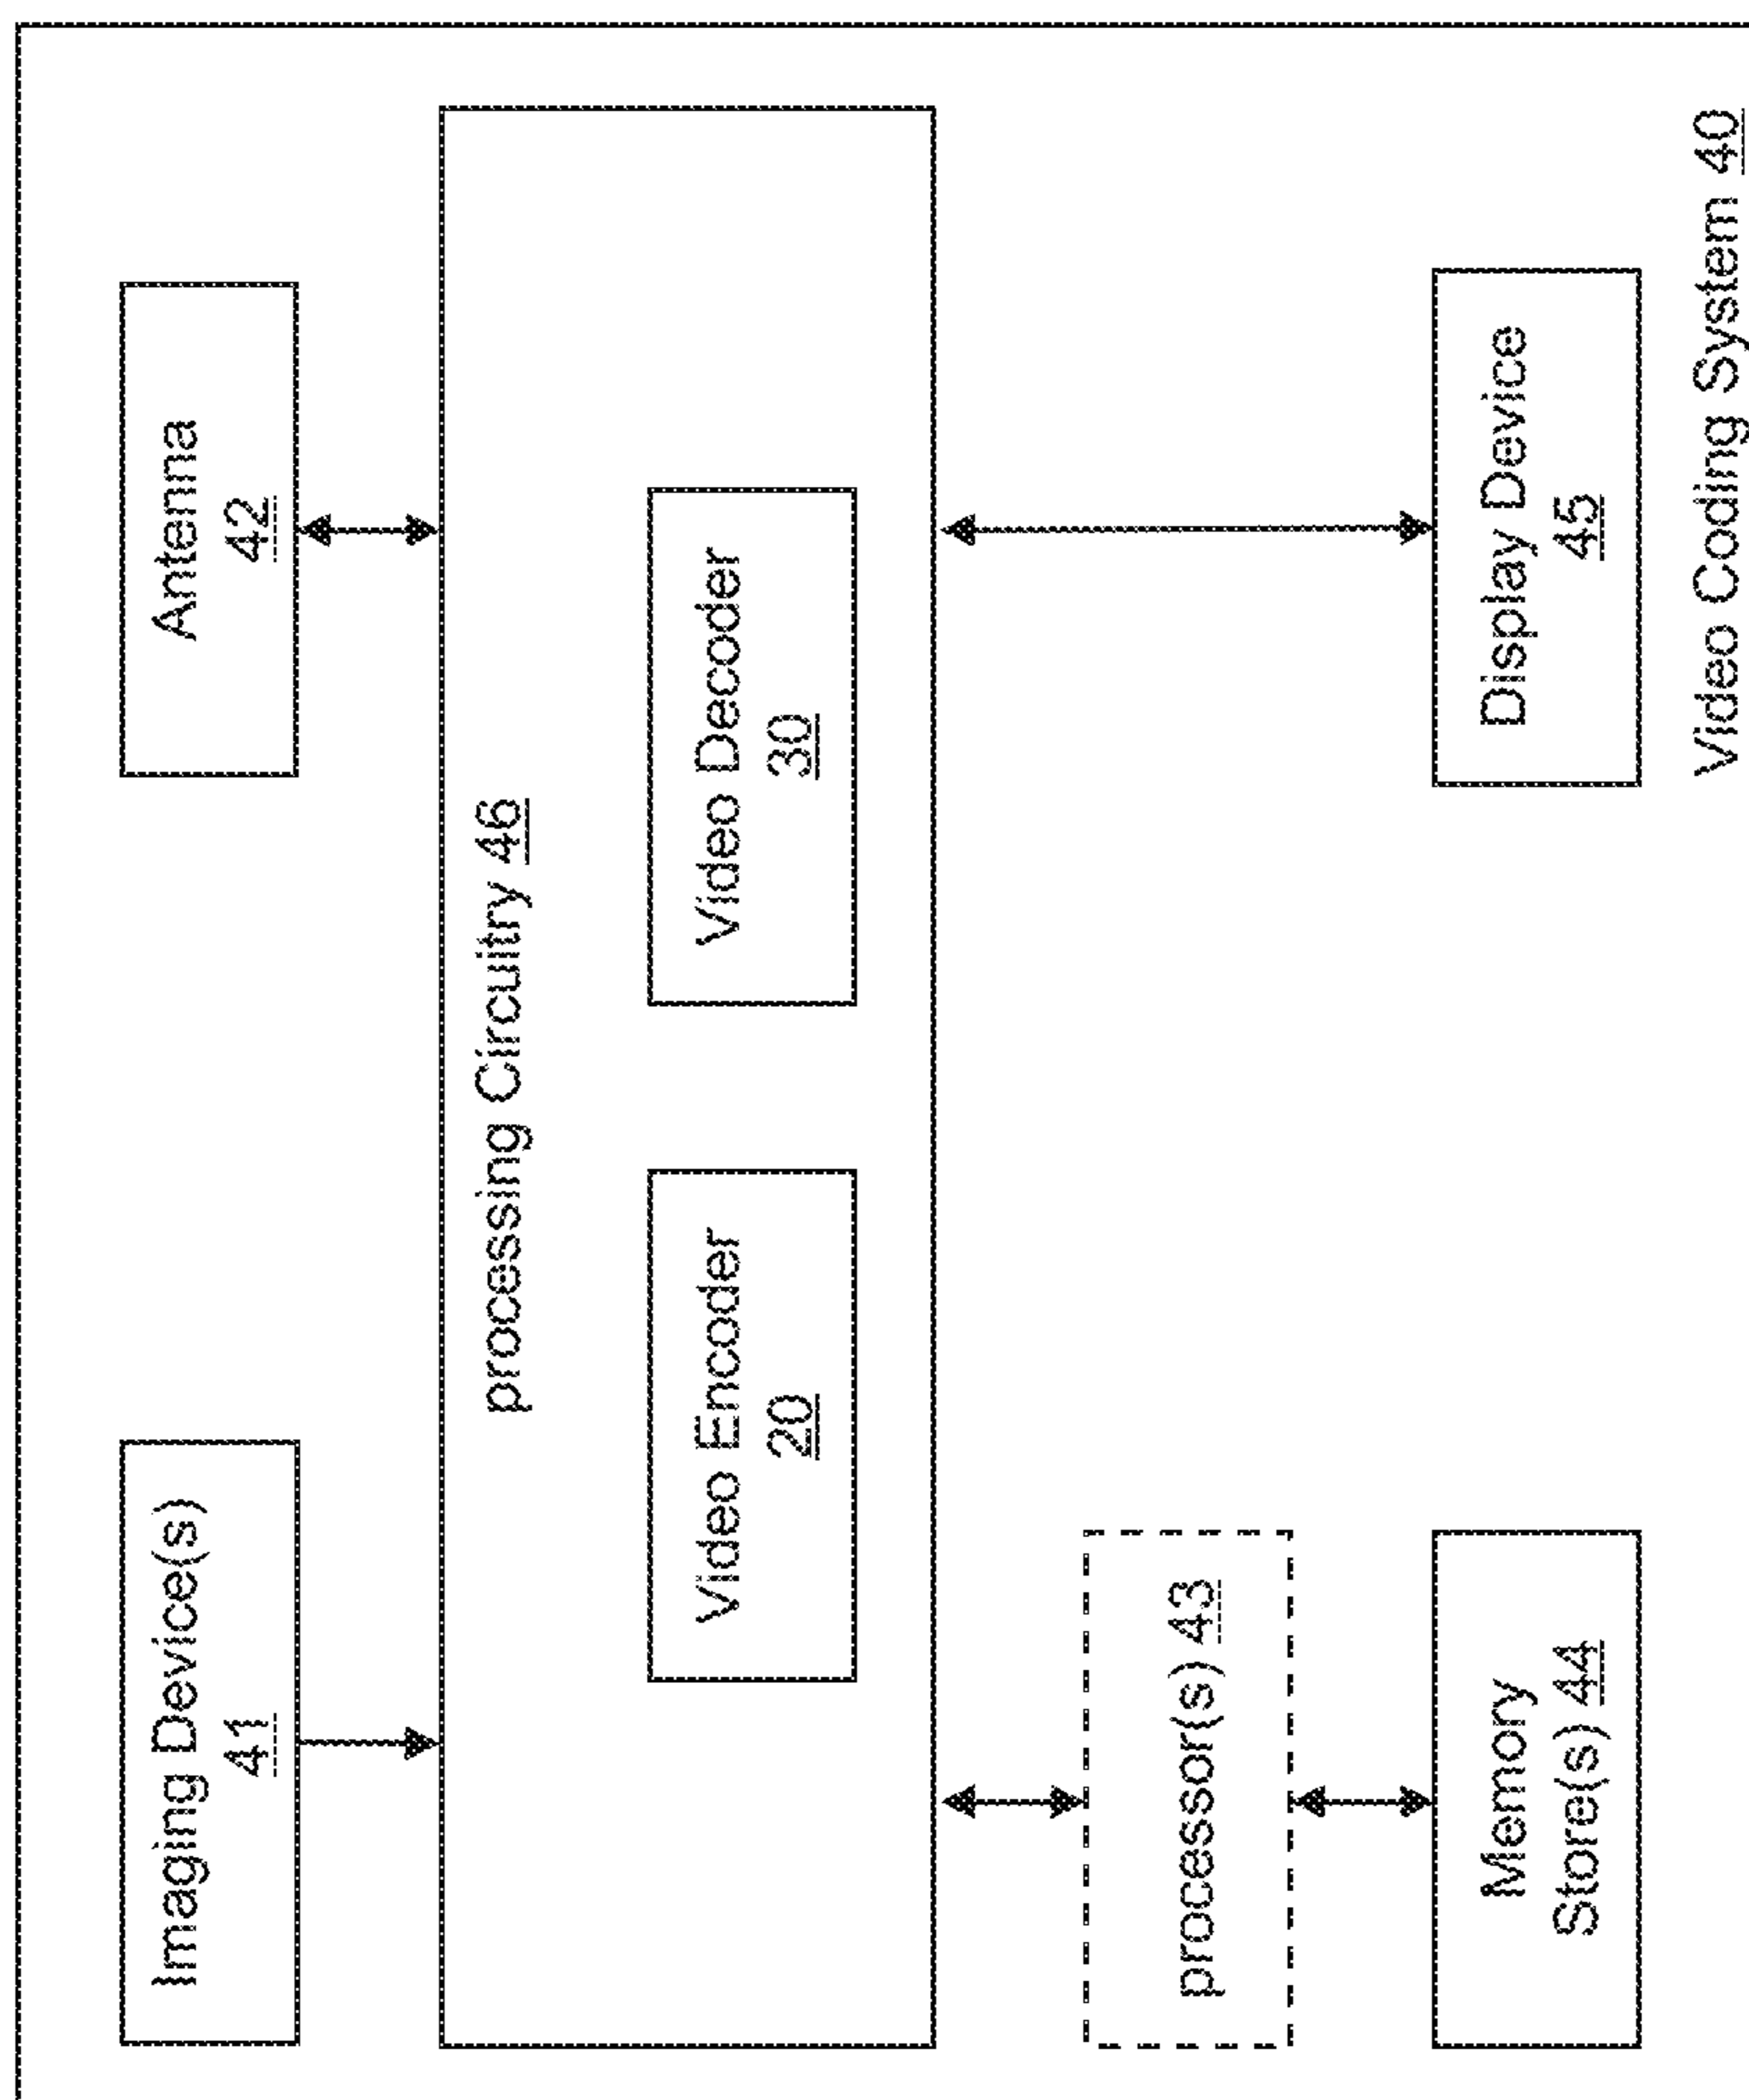 Imaging Device(s)
41
Antenna
42
processing Circuitry 46
Video Encoder
20
Video Decoder
30
processor(s) 43
Memory
Store(s) 44
Display Device
45
Video Coding System 40